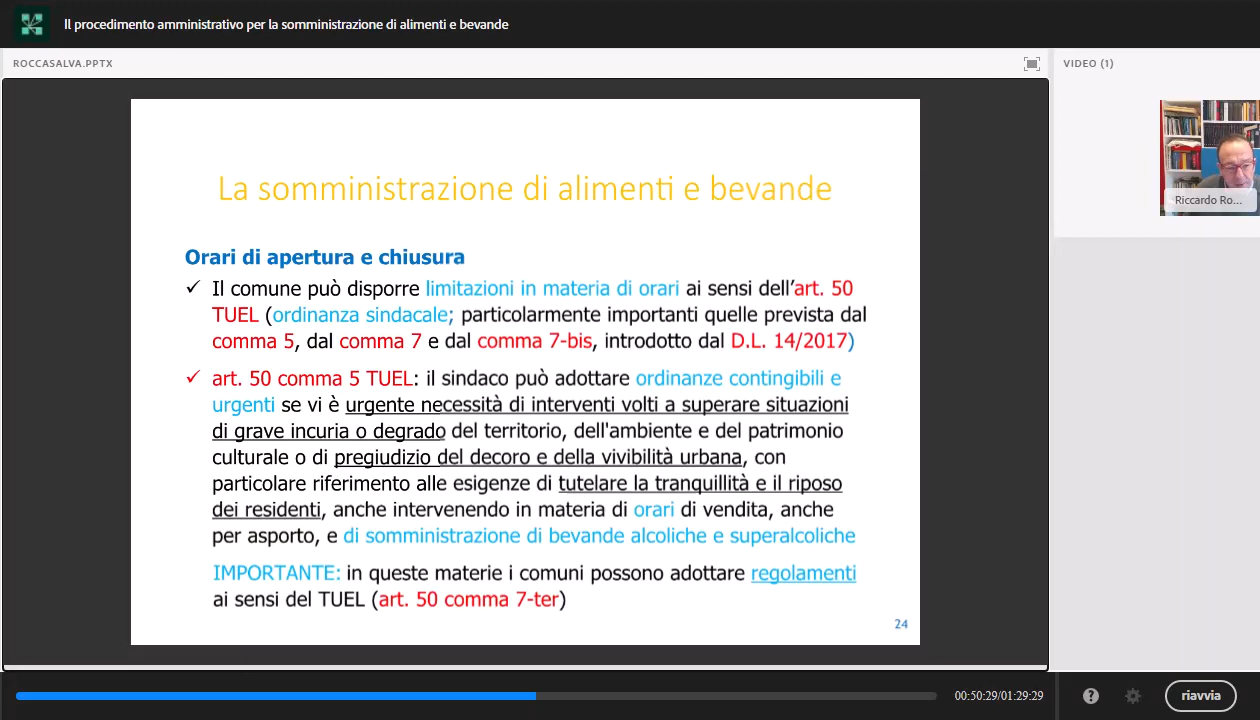 Il procedimento amministrativo per la somministrazione di alimenti e bevande
ROCCASALVA.PPTX
VIDEO (1)
La somministrazione di alimenti e bevande
Orari di apertura e chiusura
✓ Il comune può disporre limitazioni in materia di orari ai sensi dell'art. 50
TUEL (ordinanza sindacale; particolarmente importanti quelle prevista dal
comma 5, dal comma 7 e dal comma 7-bis, introdotto dal D.L. 14/2017)
✓ art. 50 comma 5 TUEL: il sindaco può adottare ordinanze contingibili e
urgenti se vi è urgente necessità di interventi volti a superare situazioni
di grave incuria o degrado del territorio, dell'ambiente e del patrimonio
culturale o di pregiudizio del decoro e della vivibilità urbana, con
particolare riferimento alle esigenze di tutelare la tranquillità e il riposo
dei residenti, anche intervenendo in materia di orari di vendita, anche
per asporto, e di somministrazione di bevande alcoliche e superalcoliche
IMPORTANTE: in queste materie i comuni possono adottare regolamenti
ai sensi del TUEL (art. 50 comma 7-ter)
24
Riccardo Ro...
00:50:29/01:29:29
?
riavvia